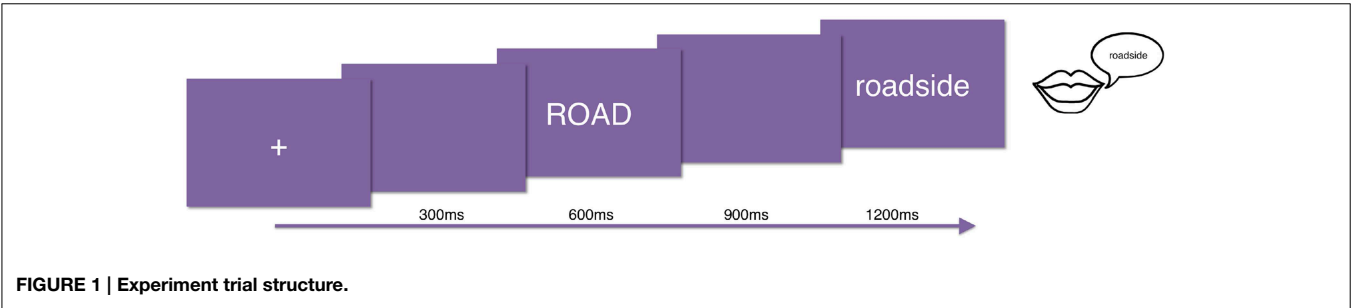 +
ROAD
roadside
roadside
300ms 600ms 900ms 1200ms
FIGURE 1 | Experiment trial structure.